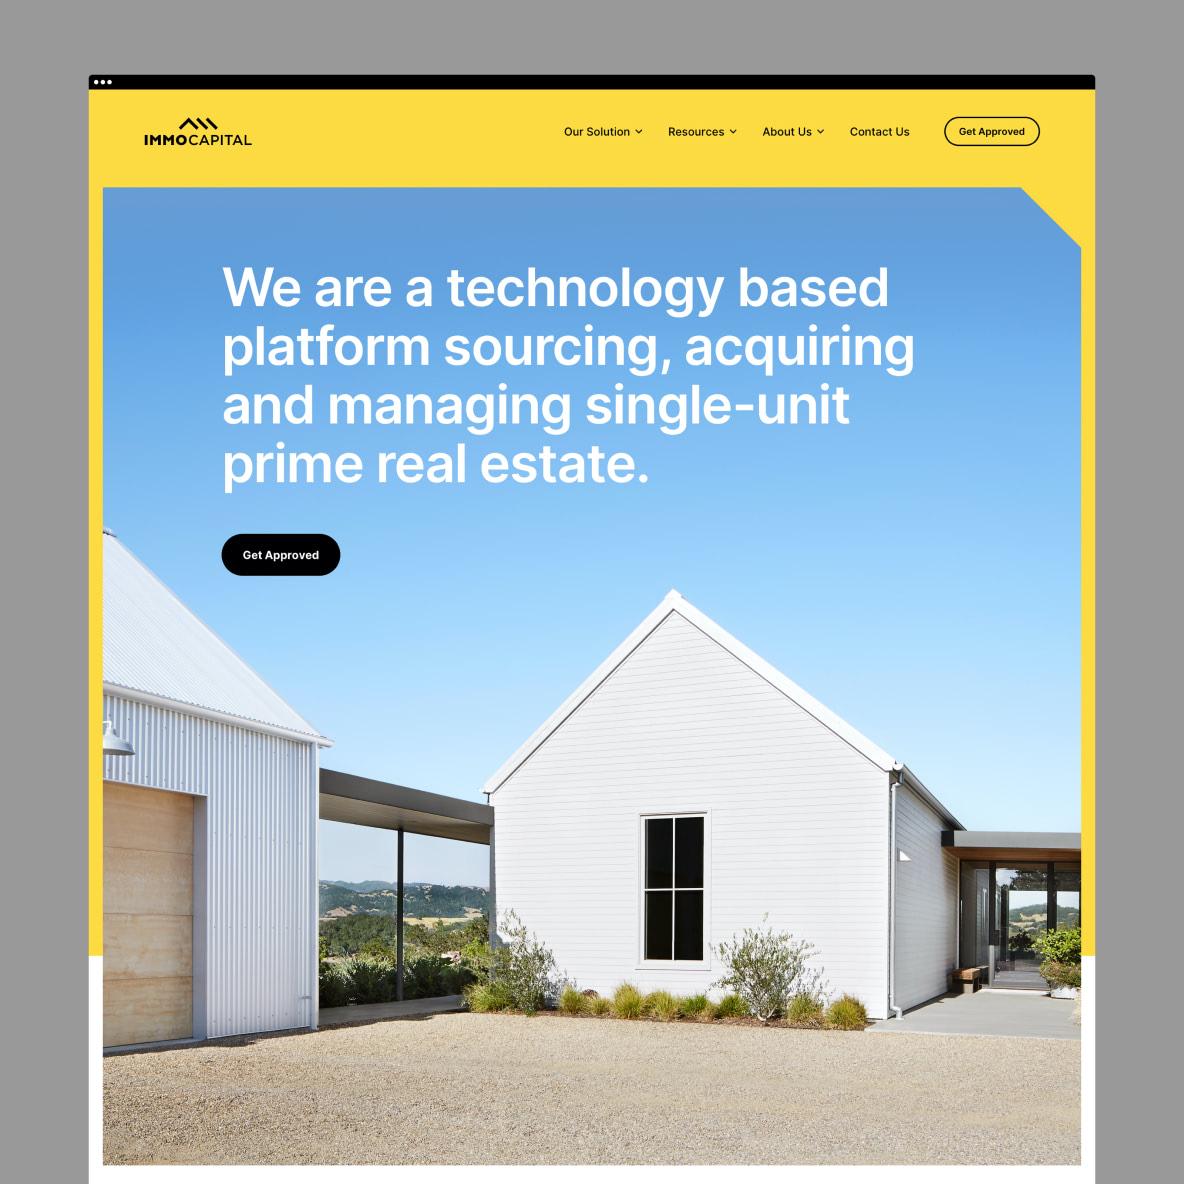 IMMOCAPITAL
Our Solution
Resources
About Us
Contact Us
Get Approved
We are a technology based
platform sourcing, acquiring
and managing single-unit
prime real estate.
Get Approved